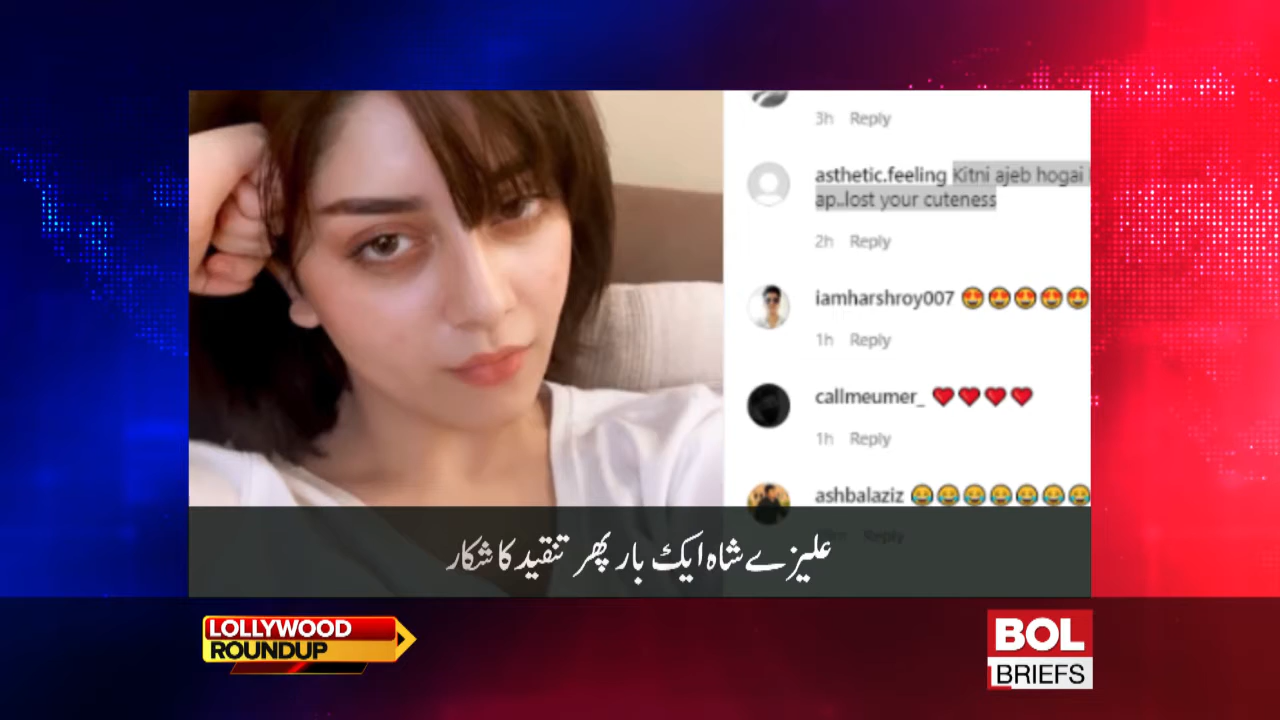 3h Reply
asthetic.feeling Kitni ajeb hogai
ap..lost your cuteness
2h Reply
iamharshroy007 😍😍😍😍😍
1h Reply
callmeumer_ ❤❤❤❤
1h Reply
ashbalaziz 😂😂😂😂😂😂😂
Reply
علیزے شاہ ایک بار پھر تنقید کا شکار
LOLLYWOOD
ROUNDUP
BOL
BRIEFS